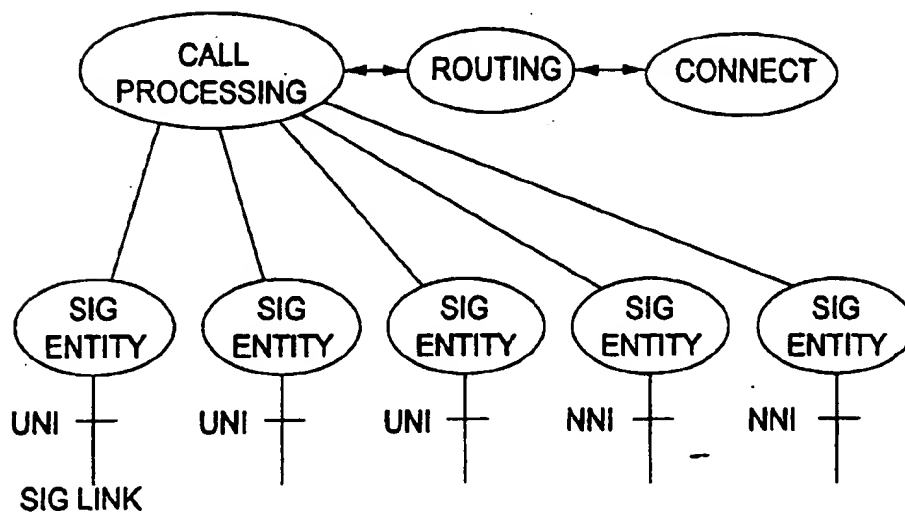 CALL
PROCESSING
ROUTING
CONNECT
SIG
ENTITY
SIG
ENTITY
SIG
ENTITY
SIG
ENTITY
SIG
ENTITY
UNI
UNI
UNI
NNI
NNI
SIG LINK